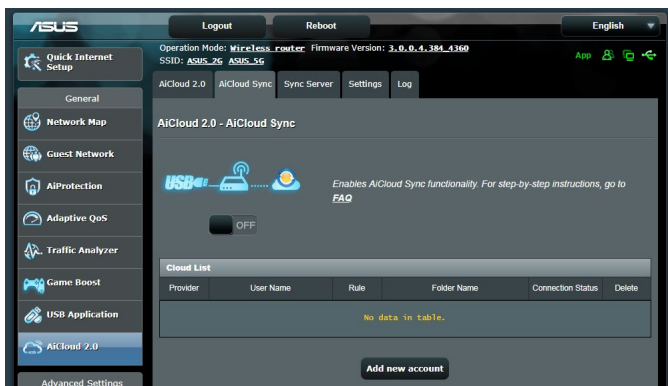 ASUS
Logout
Reboot
English
Quick Internet
Setup
Operation Mode: Wireless router Firmware Version: 3.0.0.4.384_4360
SSID: ASUS_2G ASUS_5G
App
AiCloud 2.0
AiCloud Sync
Sync Server
Settings
Log
General
Network Map
Guest Network
AiProtection
Adaptive QoS
Traffic Analyzer
Game Boost
USB Application
AiCloud 2.0
Advanced Settings
AiCloud 2.0 - AiCloud Sync
USB
Enables AiCloud Sync functionality. For step-by-step instructions, go to
FAQ
OFF
Cloud List
Provider User Name Rule Folder Name Connection Status Delete
No data in table.
Add new account